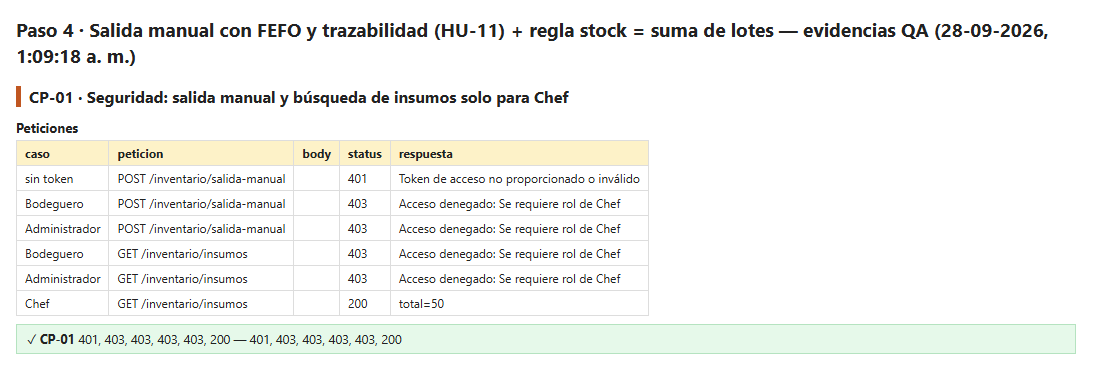 Paso 4 · Salida manual con FEFO y trazabilidad (HU-11) + regla stock = suma de lotes — evidencias QA (28-09-2026,
1:09:18 a. m.)
CP-01 · Seguridad: salida manual y búsqueda de insumos solo para Chef
Peticiones
caso peticion body status respuesta
sin token POST /inventario/salida-manual 401 Token de acceso no proporcionado o inválido
Bodeguero POST /inventario/salida-manual 403 Acceso denegado: Se requiere rol de Chef
Administrador POST /inventario/salida-manual 403 Acceso denegado: Se requiere rol de Chef
Bodeguero GET /inventario/insumos 403 Acceso denegado: Se requiere rol de Chef
Administrador GET /inventario/insumos 403 Acceso denegado: Se requiere rol de Chef
Chef GET /inventario/insumos 200 total=50
✓ CP-01 401, 403, 403, 403, 403, 200 — 401, 403, 403, 403, 403, 200